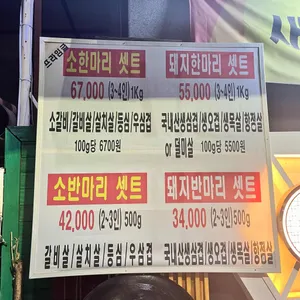 프리미엄
소한마리 셋트
67,000 (3~4인)1Kg
소갈비/갈비살/살치살/등심/우삼겹
100g당 6700원
돼지한마리 셋트
55,000 (3~4인)1Kg
국내산생삼겹/쌍오겹/쌍목살/항정살
or 덜미살 100g당 5500원
소반마리 셋트
42,000 (2~3인)500g
갈비살/살치살/등심/우삼겹
돼지반마리 셋트
34,000 (2~3인)500g
국내산생삼겹/쌍오겹/쌍목살/항정살